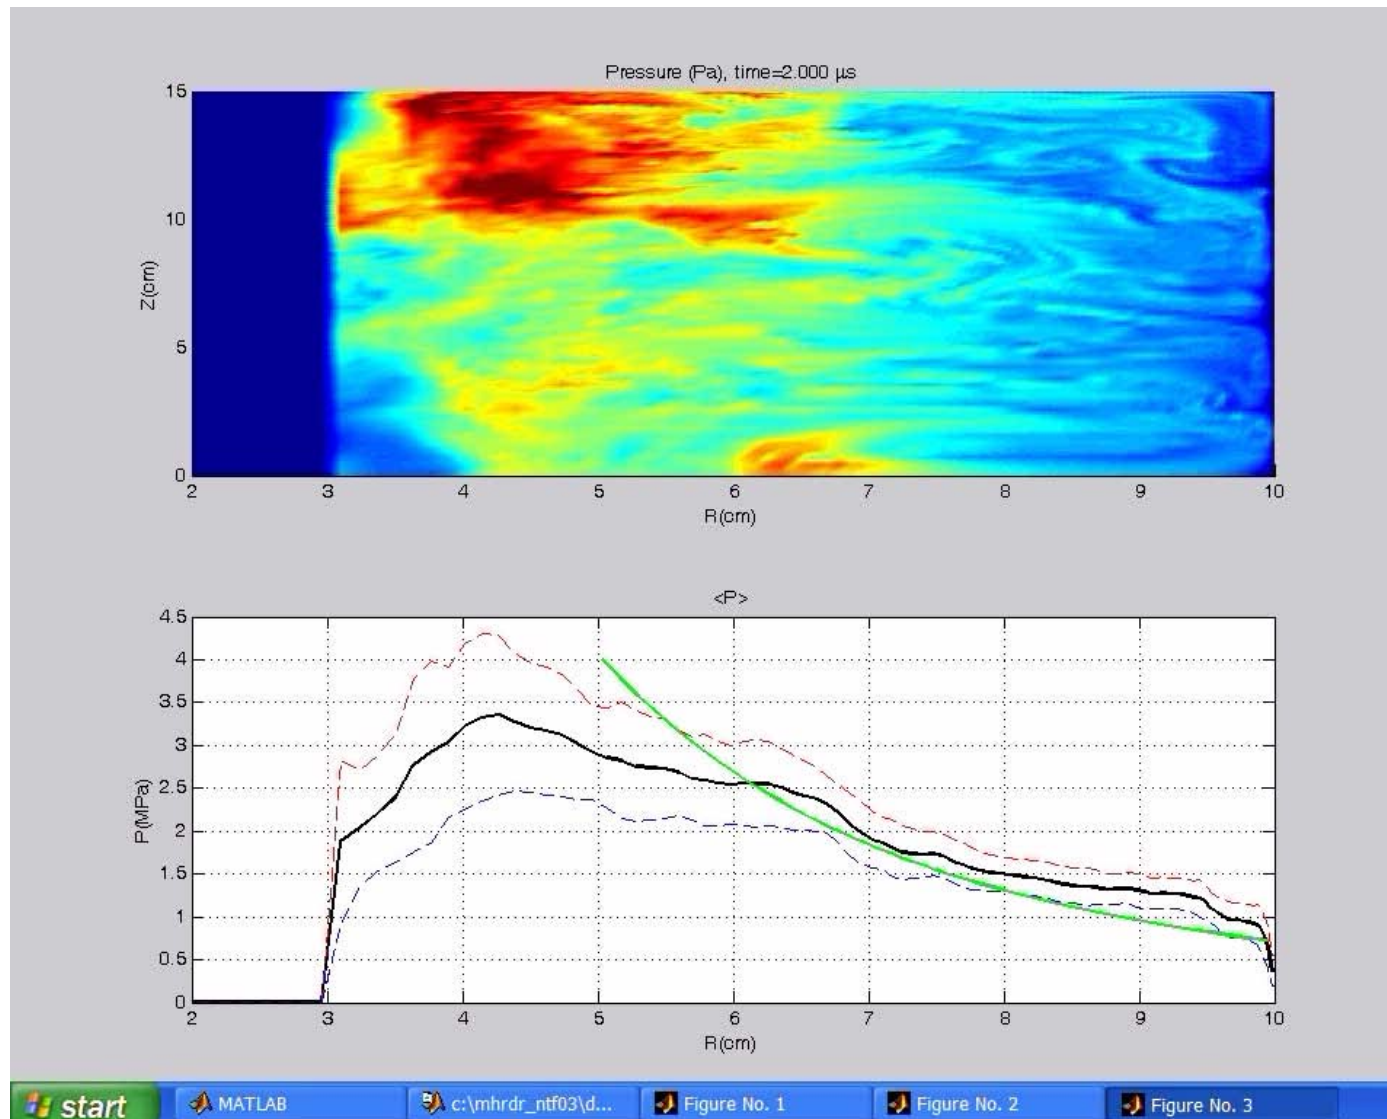 Pressure (Pa), time=2.000 µs
15
10
5
0
Z(cm)
2 3 4 5 6 7 8 9 10
R(cm)
<P>
4.5
4
3.5
3
2.5
2
1.5
1
0.5
0
P(MPa)
2 3 4 5 6 7 8 9 10
R(cm)
start MATLAB c:\mhrdr_ntf03\d... Figure No. 1 Figure No. 2 Figure No. 3